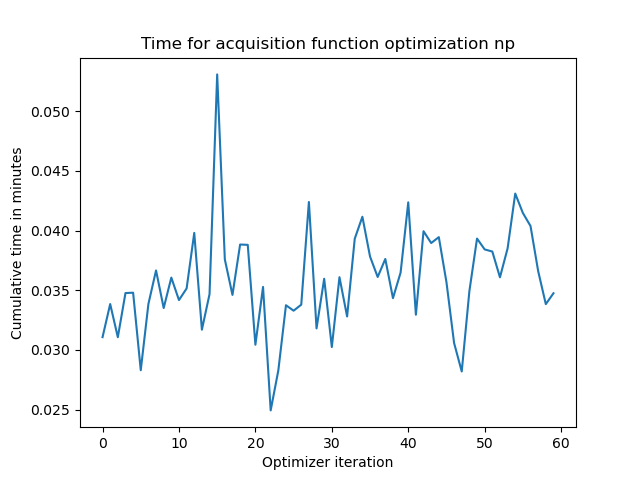 Time for acquisition function optimization np
Cumulative time in minutes
0.050
0.045
0.040
0.035
0.030
0.025
0 10 20 30 40 50 60
Optimizer iteration